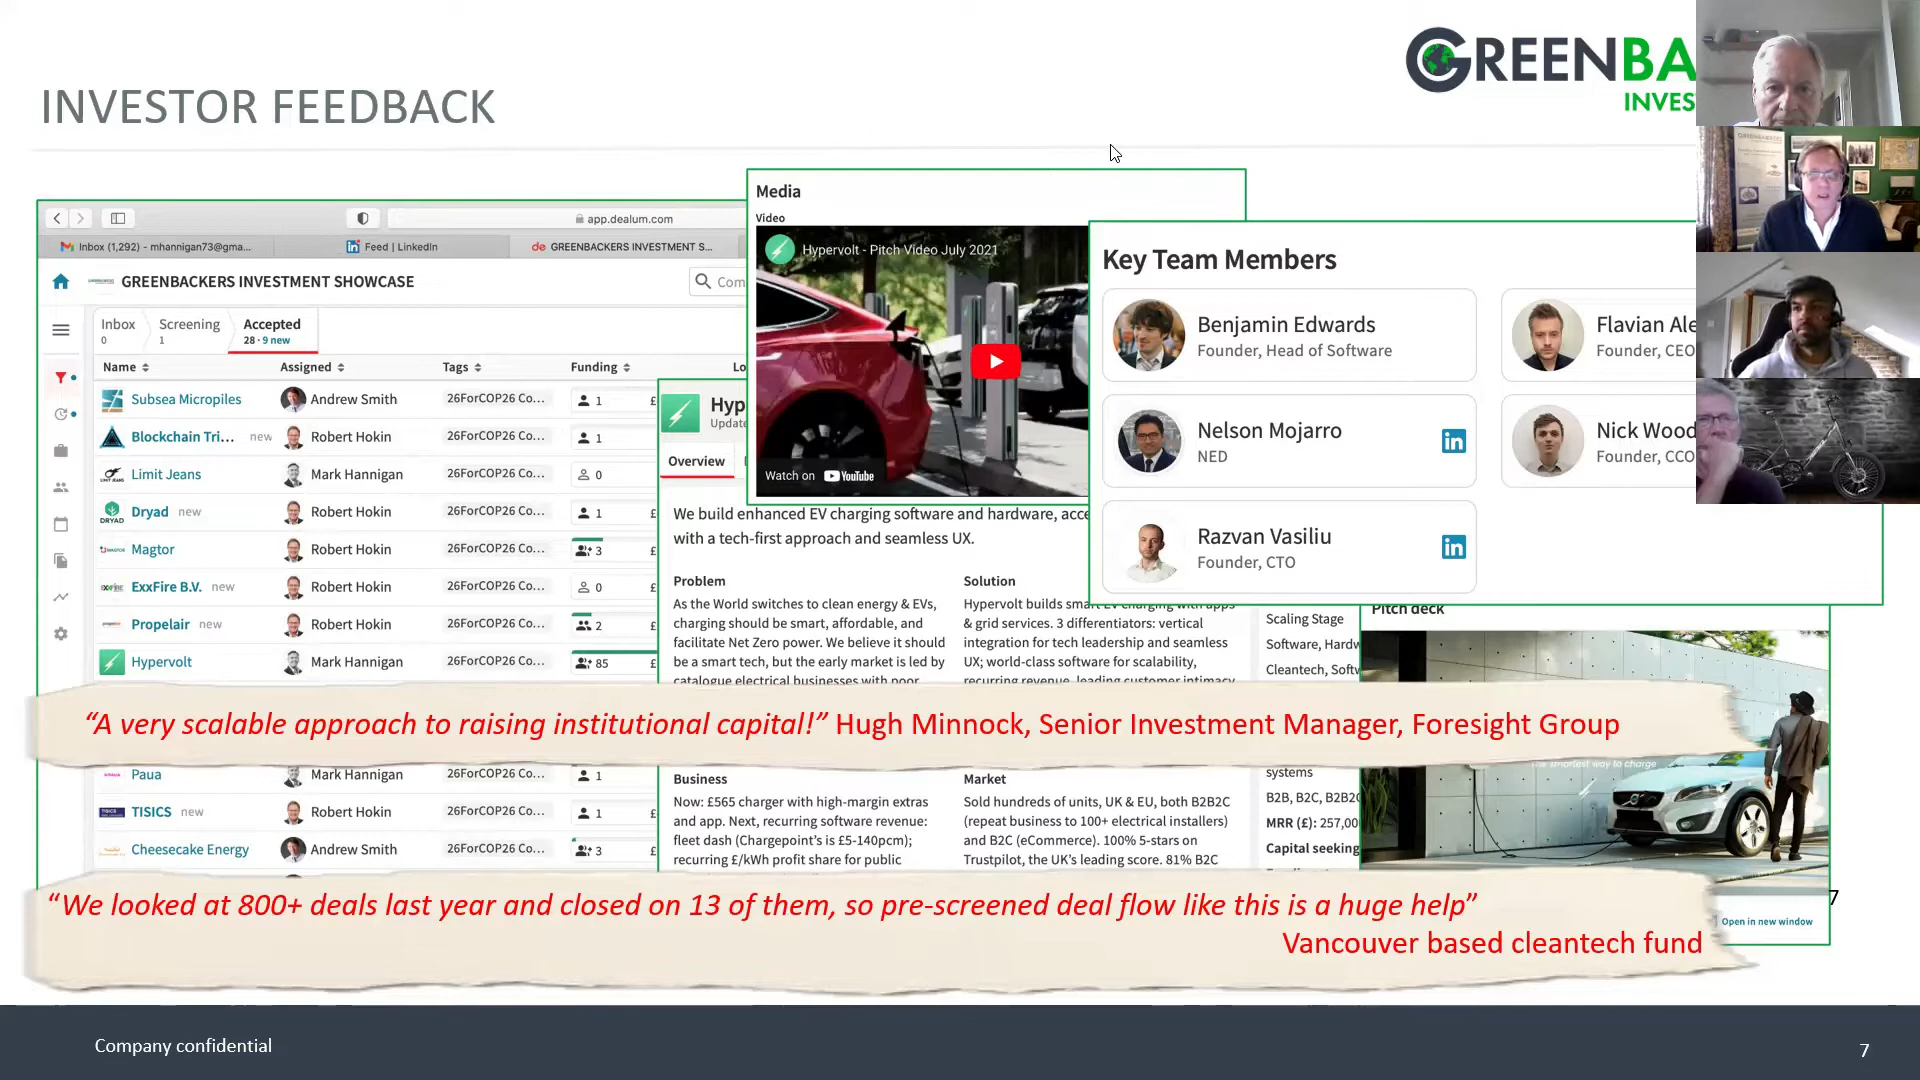 GREENBA
INVES
INVESTOR FEEDBACK
app.dealum.com
Inbox (1,292) - mhannigan73@gma...
Feed | LinkedIn
de GREENBACKERS INVESTMENT S...
GREENBACKERS INVESTMENT SHOWCASE
Com
Inbox
0
Screening
1
Accepted
28 · 9 new
Name
Assigned
Tags
Funding
Lo
Subsea Micropiles Andrew Smith 26ForCOP26 Co... 1 £
Blockchain Tri... new Robert Hokin 26ForCOP26 Co... 1
Limit Jeans Mark Hannigan 26ForCOP26 Co... 0
Dryad new Robert Hokin 26ForCOP26 Co... 1 £
Magtor Robert Hokin 26ForCOP26 Co... 3 £
ExxFire B.V. new Robert Hokin 26ForCOP26 Co... 0 £
Propelair new Robert Hokin 26ForCOP26 Co... 2 £
Hypervolt Mark Hannigan 26ForCOP26 Co... 85 £
Paua Mark Hannigan 26ForCOP26 Co... 1 £
TISICS new Robert Hokin 26ForCOP26 Co... 1 £
Cheesecake Energy Andrew Smith 26ForCOP26 Co... 3 £
Media
Video
Hypervolt - Pitch Video July 2021
Watch on YouTube
Hyp
Update
Overview
We build enhanced EV charging software and hardware, acce
with a tech-first approach and seamless UX.
Problem
As the World switches to clean energy & EVs,
charging should be smart, affordable, and
facilitate Net Zero power. We believe it should
be a smart tech, but the early market is led by
catalogue electrical businesses with poor
Solution
Hypervolt builds smart EV charging with apps
& grid services. 3 differentiators: vertical
integration for tech leadership and seamless
UX; world-class software for scalability,
recurring revenue, leading customer intimacy
Business
Now: £565 charger with high-margin extras
and app. Next, recurring software revenue:
fleet dash (Chargepoint's is £5-140pcm);
recurring £/kWh profit share for public
Market
Sold hundreds of units, UK & EU, both B2B2C
(repeat business to 100+ electrical installers)
and B2C (eCommerce). 100% 5-stars on
Trustpilot, the UK's leading score. 81% B2C
Key Team Members
Benjamin Edwards
Founder, Head of Software
Flavian Ale
Founder, CEO
Nelson Mojarro
NED
Nick Wood
Founder, CCO
Razvan Vasiliu
Founder, CTO
Scaling Stage
Software, Hardw
Cleantech, Softw
systems
B2B, B2C, B2B2C
MRR (£): 257,00
Capital seeking
Pitch deck
The smartest way to charge
Open in new window
“A very scalable approach to raising institutional capital!” Hugh Minnock, Senior Investment Manager, Foresight Group
“We looked at 800+ deals last year and closed on 13 of them, so pre-screened deal flow like this is a huge help”
Vancouver based cleantech fund
7
Company confidential
7